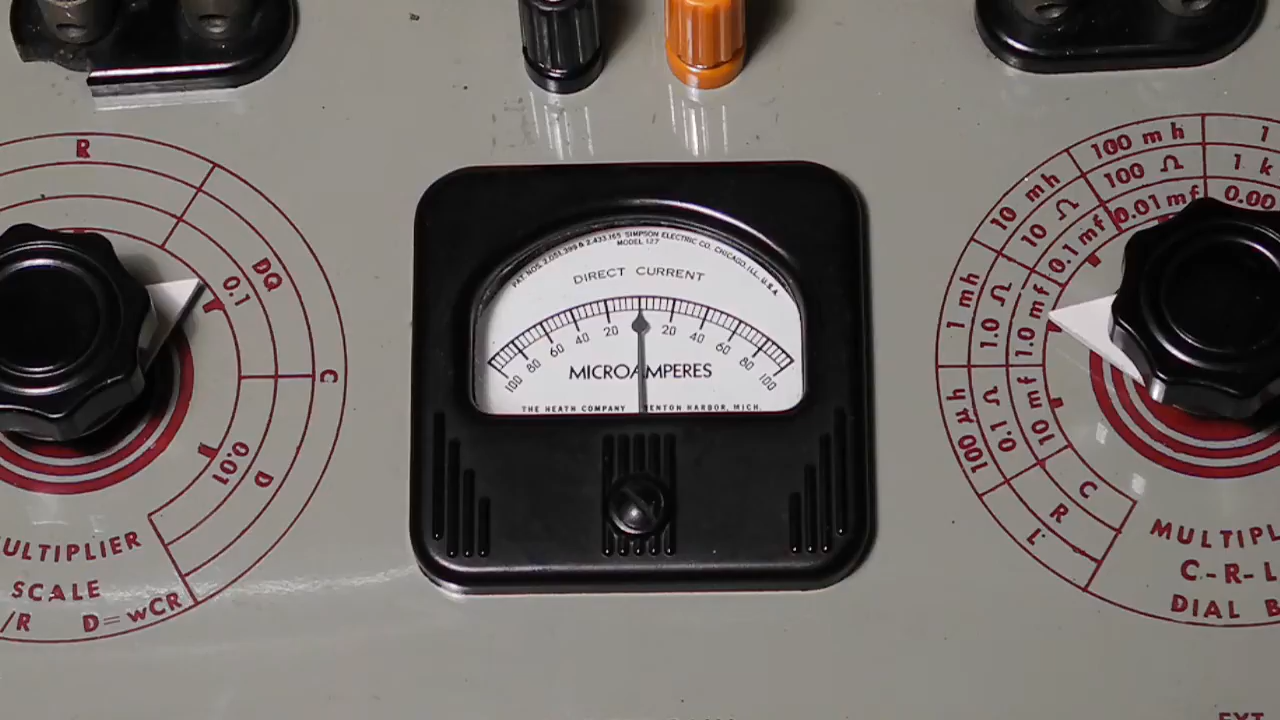 R
DQ
C
0.1
0.01
D
MULTIPLIER
SCALE
/R D=wCR
PAT. NOS. 2,051,399 & 2,433,165 SIMPSON ELECTRIC CO. CHICAGO, ILL., U.S.A.
MODEL 127
DIRECT CURRENT
100 80 60 40 20 20 40 60 80 100
MICROAMPERES
THE HEATH COMPANY BENTON HARBOR, MICH.
100 µh 1 mh 10 mh 100 mh 1
0.1 Ω 1.0 Ω 10 Ω 100 Ω 1 k
10 mf 1.0 mf 0.1 mf 0.01 mf 0.00
C
R
L
MULTIPL
C-R-L
DIAL B
EXT